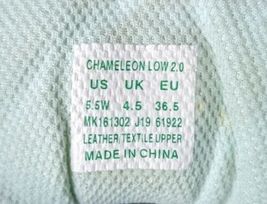 CHAMELEON LOW 2.0
US UK EU
5.5W 4.5 36.5
MK161302 J19 61922
LEATHER TEXTILE UPPER
MADE IN CHINA